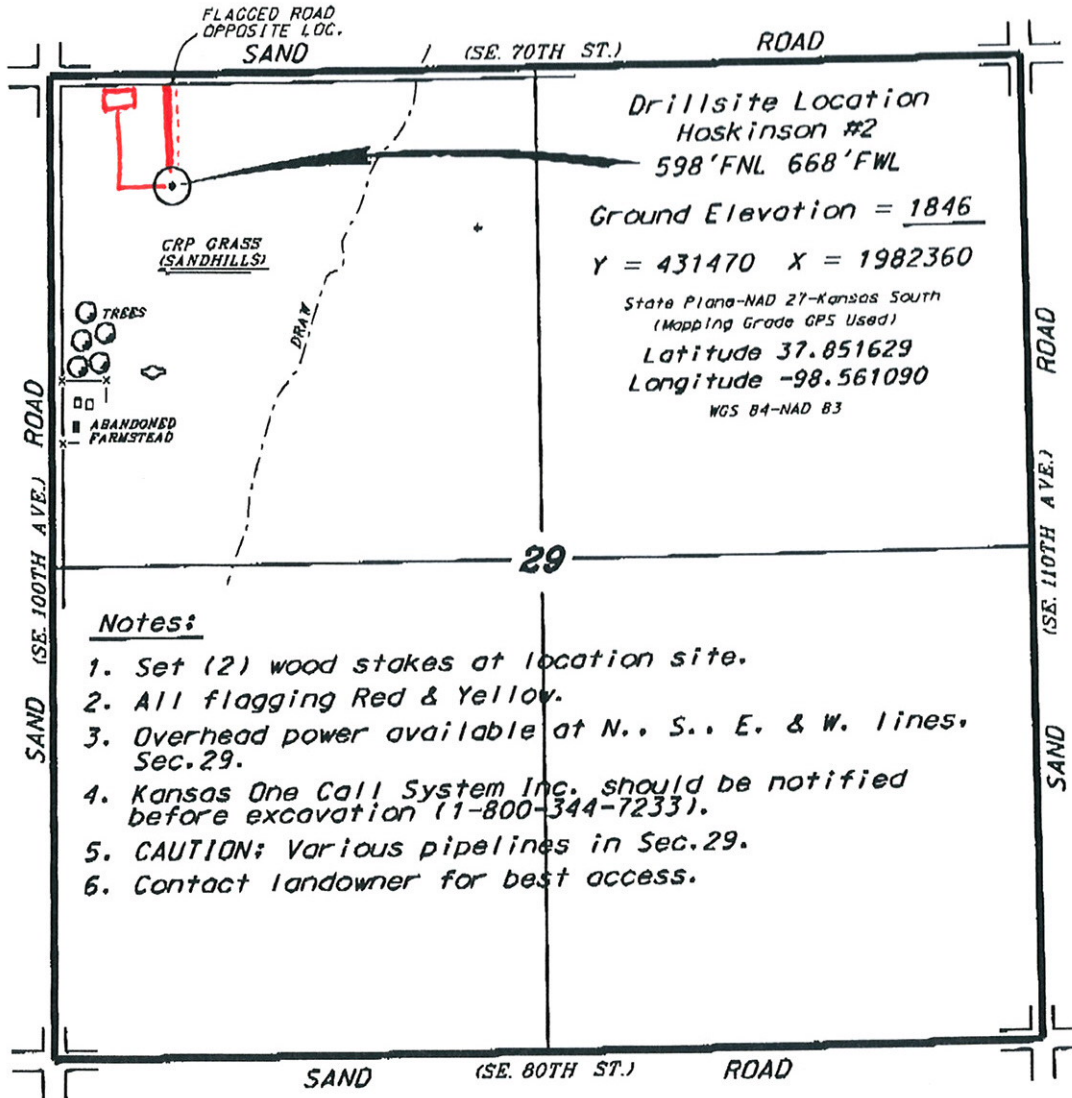 FLAGGED ROAD
OPPOSITE LOC.
SAND (SE. 70TH ST.) ROAD
Drillsite Location
Hoskinson #2
598'FNL 668'FWL
Ground Elevation = 1846
Y = 431470 X = 1982360
State Plane-NAD 27-Kansas South
(Mapping Grade GPS Used)
Latitude 37.851629
Longitude -98.561090
WGS 84-NAD 83
CRP GRASS
(SANDHILLS)
TREES
DRAW
ABANDONED
FARMSTEAD
SAND (SE. 100TH AVE.) ROAD
SAND (SE. 110TH AVE.) ROAD
29
Notes:
1. Set (2) wood stakes at location site.
2. All flagging Red & Yellow.
3. Overhead power available at N., S., E. & W. lines,
Sec.29.
4. Kansas One Call System Inc. should be notified
before excavation (1-800-344-7233).
5. CAUTION: Various pipelines in Sec.29.
6. Contact landowner for best access.
SAND (SE. 80TH ST.) ROAD